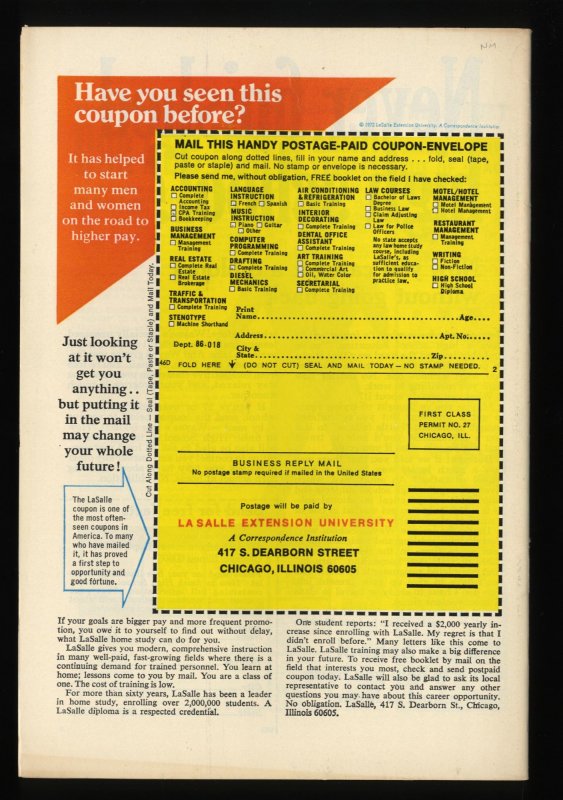 NM
Have you seen this
coupon before?
© 1972 LaSalle Extension University, A Correspondence Institution
It has helped
to start
many men
and women
on the road to
higher pay.
MAIL THIS HANDY POSTAGE-PAID COUPON-ENVELOPE
Cut coupon along dotted lines, fill in your name and address . . . fold, seal (tape,
paste or staple) and mail. No stamp or envelope is necessary.
Please send me, without obligation, FREE booklet on the field I have checked:
ACCOUNTING
Complete
Accounting
Income Tax
CPA Training
Bookkeeping
BUSINESS
MANAGEMENT
Management
Training
REAL ESTATE
Complete Real
Estate
Real Estate
Brokerage
TRAFFIC &
TRANSPORTATION
Complete Training
STENOTYPE
Machine Shorthand
LANGUAGE
INSTRUCTION
French Spanish
MUSIC
INSTRUCTION
Piano Guitar
Other
COMPUTER
PROGRAMMING
Complete Training
DRAFTING
Complete Training
DIESEL
MECHANICS
Basic Training
AIR CONDITIONING
& REFRIGERATION
Basic Training
INTERIOR
DECORATING
Complete Training
DENTAL OFFICE
ASSISTANT
Complete Training
ART TRAINING
Complete Training
Commercial Art
Oil, Water Color
SECRETARIAL
Complete Training
LAW COURSES
Bachelor of Laws
Degree
Business Law
Claim Adjusting
Law
Law for Police
Officers
No state accepts
any law home study
course, including
LaSalle's, as
sufficient educa-
tion to qualify
for admission to
practice law.
MOTEL/HOTEL
MANAGEMENT
Motel Management
Hotel Management
RESTAURANT
MANAGEMENT
Management
Training
WRITING
Fiction
Non-Fiction
HIGH SCHOOL
High School
Diploma
Print
Name Age
Address Apt. No.
Dept. 86-018
City &
State Zip
46D FOLD HERE (DO NOT CUT) SEAL AND MAIL TODAY – NO STAMP NEEDED. 2
Cut Along Dotted Line — Seal (Tape, Paste or Staple) and Mail Today
Just looking
at it won't
get you
anything . .
but putting it
in the mail
may change
your whole
future!
The LaSalle
coupon is one of
the most often-
seen coupons in
America. To many
who have mailed
it, it has proved
a first step to
opportunity and
good fortune.
FIRST CLASS
PERMIT NO. 27
CHICAGO, ILL.
BUSINESS REPLY MAIL
No postage stamp required if mailed in the United States
Postage will be paid by
LA SALLE EXTENSION UNIVERSITY
A Correspondence Institution
417 S. DEARBORN STREET
CHICAGO, ILLINOIS 60605
If your goals are bigger pay and more frequent promo-
tion, you owe it to yourself to find out without delay,
what LaSalle home study can do for you.
LaSalle gives you modern, comprehensive instruction
in many well-paid, fast-growing fields where there is a
continuing demand for trained personnel. You learn at
home; lessons come to you by mail. You are a class of
one. The cost of training is low.
For more than sixty years, LaSalle has been a leader
in home study, enrolling over 2,000,000 students. A
LaSalle diploma is a respected credential.
One student reports: "I received a $2,000 yearly in-
crease since enrolling with LaSalle. My regret is that I
didn't enroll before." Many letters like this come to
LaSalle. LaSalle training may also make a big difference
in your future. To receive free booklet by mail on the
field that interests you most, check and send postpaid
coupon today. LaSalle will also be glad to ask its local
representative to contact you and answer any other
questions you may have about this career opportunity.
No obligation. LaSalle, 417 S. Dearborn St., Chicago,
Illinois 60605.